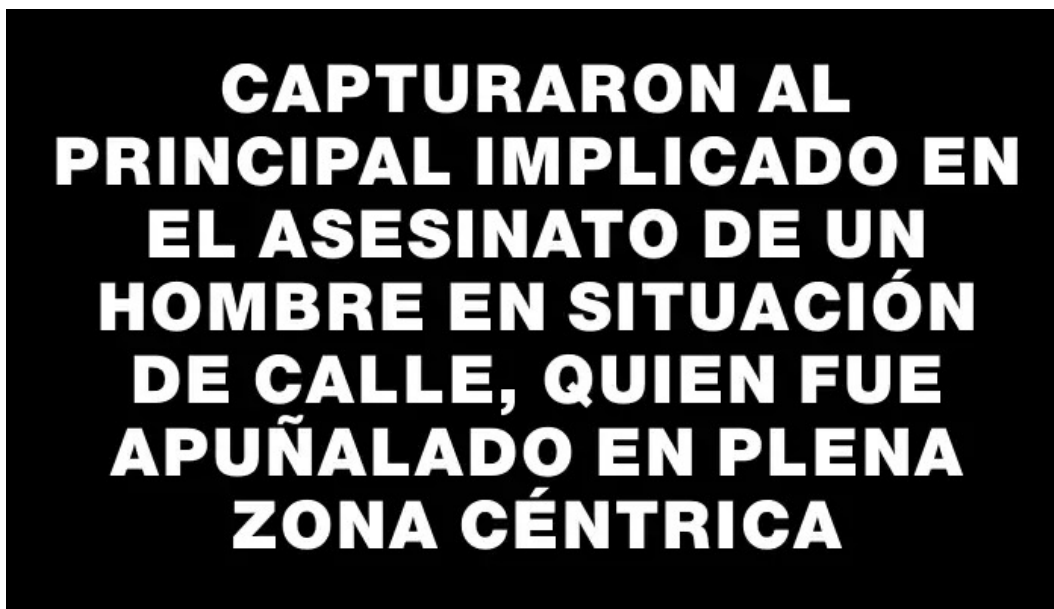 CAPTURARON AL
PRINCIPAL IMPLICADO EN
EL ASESINATO DE UN
HOMBRE EN SITUACIÓN
DE CALLE, QUIEN FUE
APUÑALADO EN PLENA
ZONA CÉNTRICA